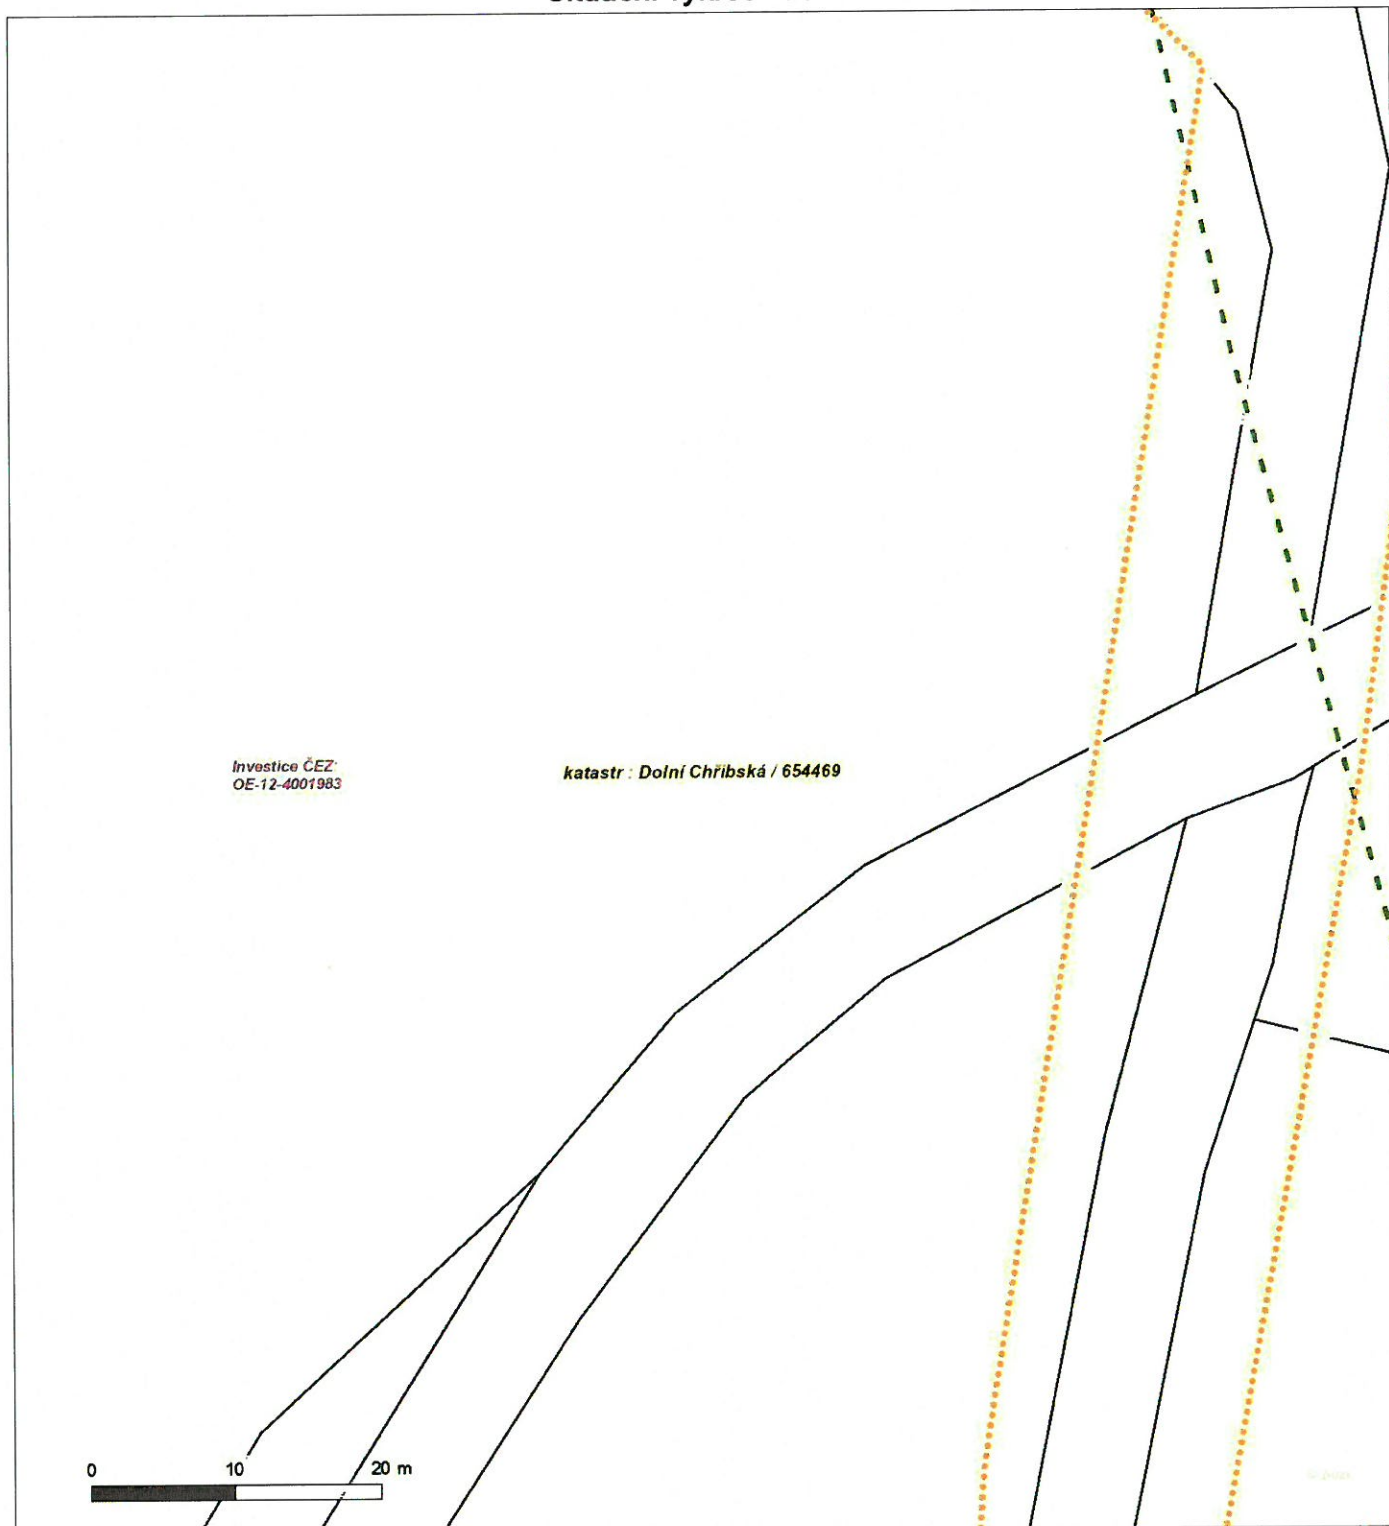 Investice ČEZ:
OE-12-4001983
katastr : Dolní Chřibská / 654469
0 10 20 m